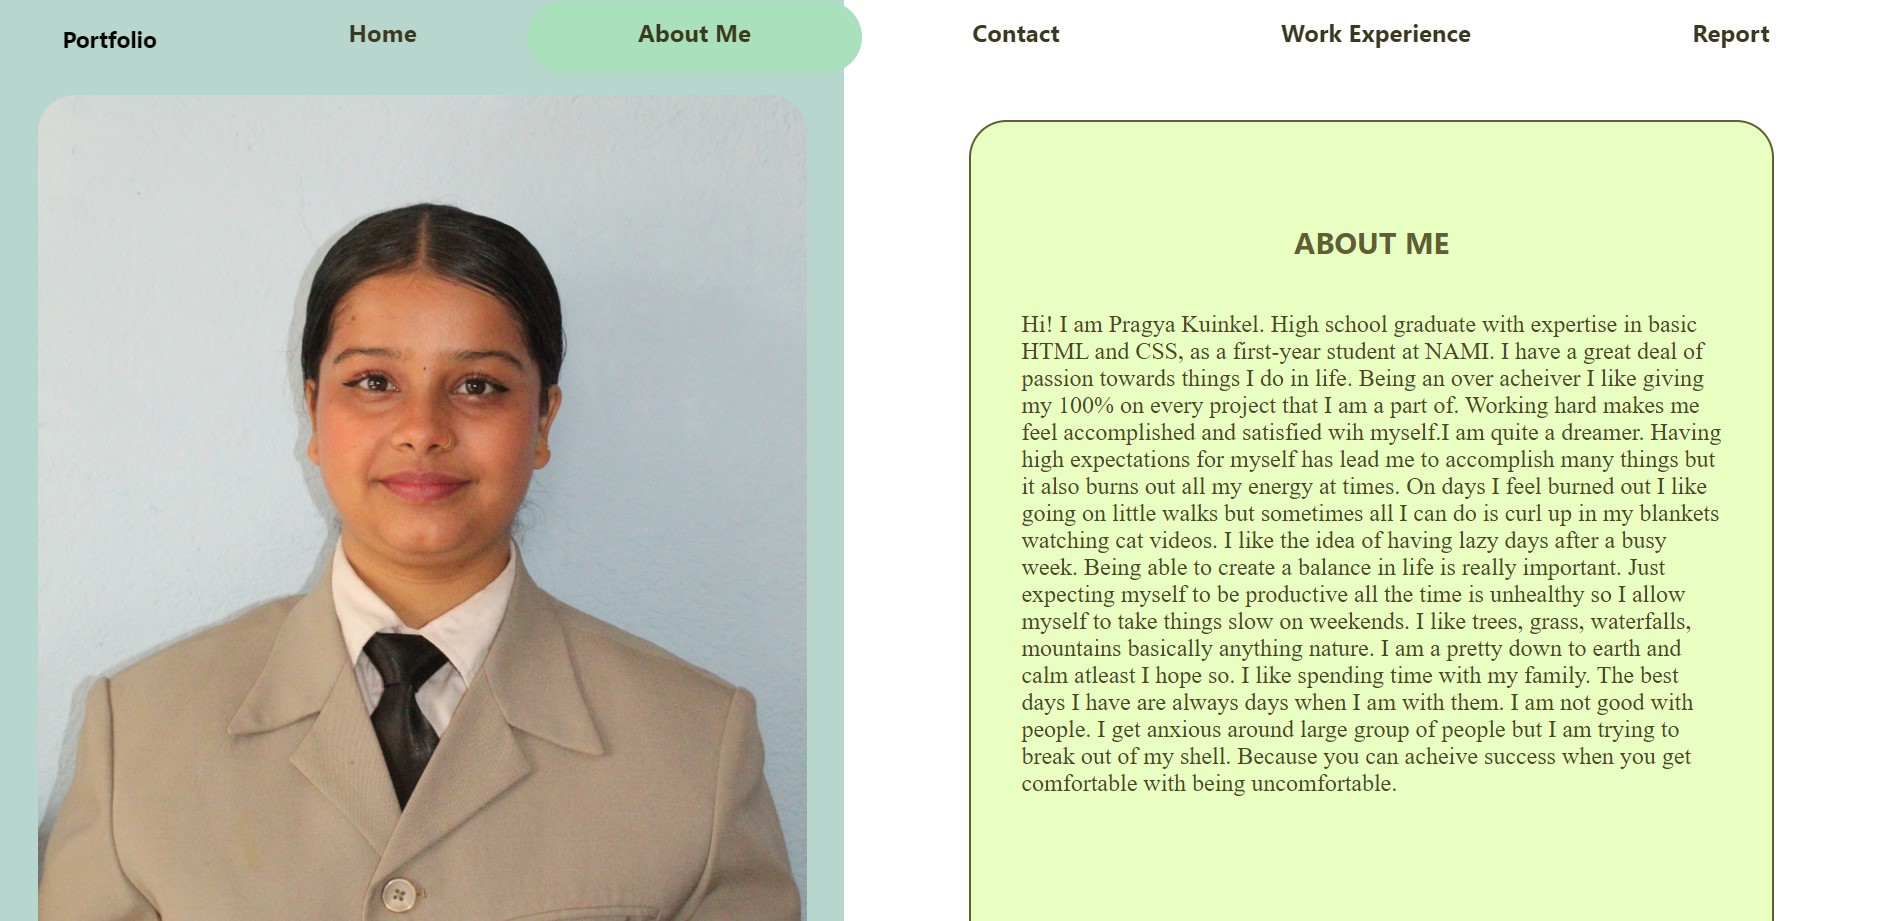 Portfolio
Home
About Me
Contact
Work Experience
Report
ABOUT ME
Hi! I am Pragya Kuinkel. High school graduate with expertise in basic
HTML and CSS, as a first-year student at NAMI. I have a great deal of
passion towards things I do in life. Being an over acheiver I like giving
my 100% on every project that I am a part of. Working hard makes me
feel accomplished and satisfied wih myself.I am quite a dreamer. Having
high expectations for myself has lead me to accomplish many things but
it also burns out all my energy at times. On days I feel burned out I like
going on little walks but sometimes all I can do is curl up in my blankets
watching cat videos. I like the idea of having lazy days after a busy
week. Being able to create a balance in life is really important. Just
expecting myself to be productive all the time is unhealthy so I allow
myself to take things slow on weekends. I like trees, grass, waterfalls,
mountains basically anything nature. I am a pretty down to earth and
calm atleast I hope so. I like spending time with my family. The best
days I have are always days when I am with them. I am not good with
people. I get anxious around large group of people but I am trying to
break out of my shell. Because you can acheive success when you get
comfortable with being uncomfortable.